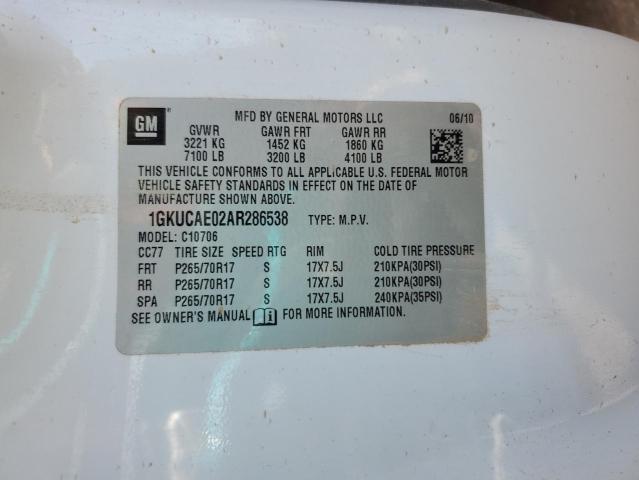 GM ® MFD BY GENERAL MOTORS LLC 06/10
GVWR GAWR FRT GAWR RR
3221 KG 1452 KG 1860 KG
7100 LB 3200 LB 4100 LB
THIS VEHICLE CONFORMS TO ALL APPLICABLE U.S. FEDERAL MOTOR
VEHICLE SAFETY STANDARDS IN EFFECT ON THE DATE OF
MANUFACTURE SHOWN ABOVE.
1GKUCAE02AR286538 TYPE: M.P.V.
MODEL: C10706
CC77 TIRE SIZE SPEED RTG RIM COLD TIRE PRESSURE
FRT P265/70R17 S 17X7.5J 210KPA(30PSI)
RR P265/70R17 S 17X7.5J 210KPA(30PSI)
SPA P265/70R17 S 17X7.5J 240KPA(35PSI)
SEE OWNER'S MANUAL FOR MORE INFORMATION.